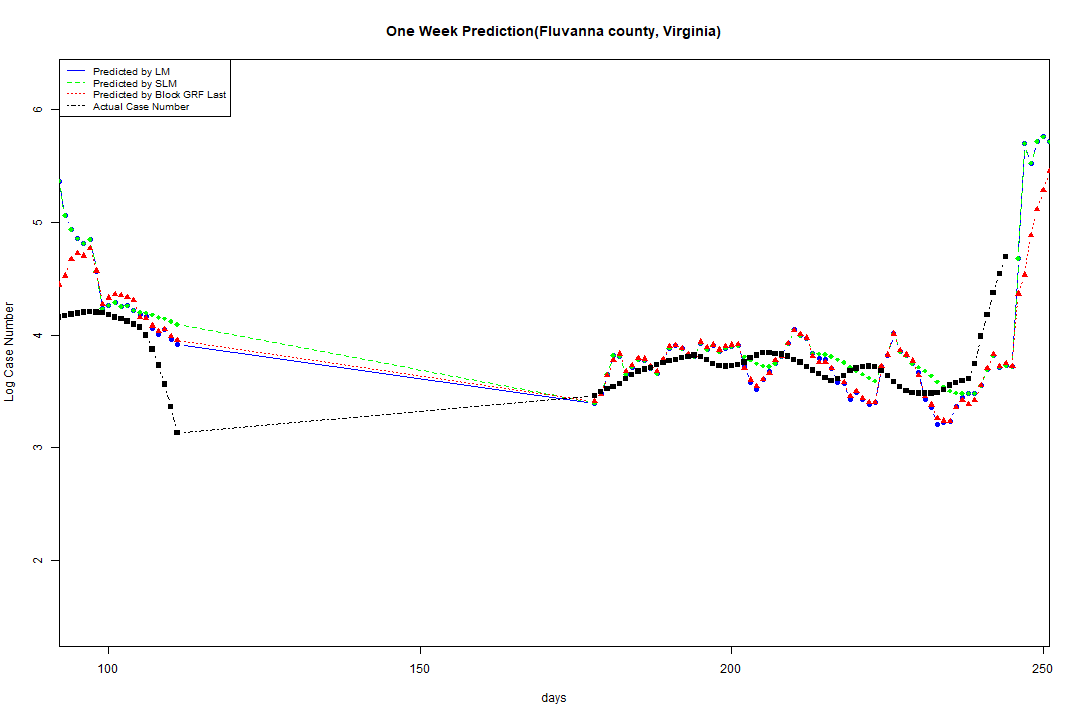 One Week Prediction(Fluvanna county, Virginia)
Predicted by LM
Predicted by SLM
Predicted by Block GRF Last
Actual Case Number
Log Case Number
6
5
4
3
2
100 150 200 250
days